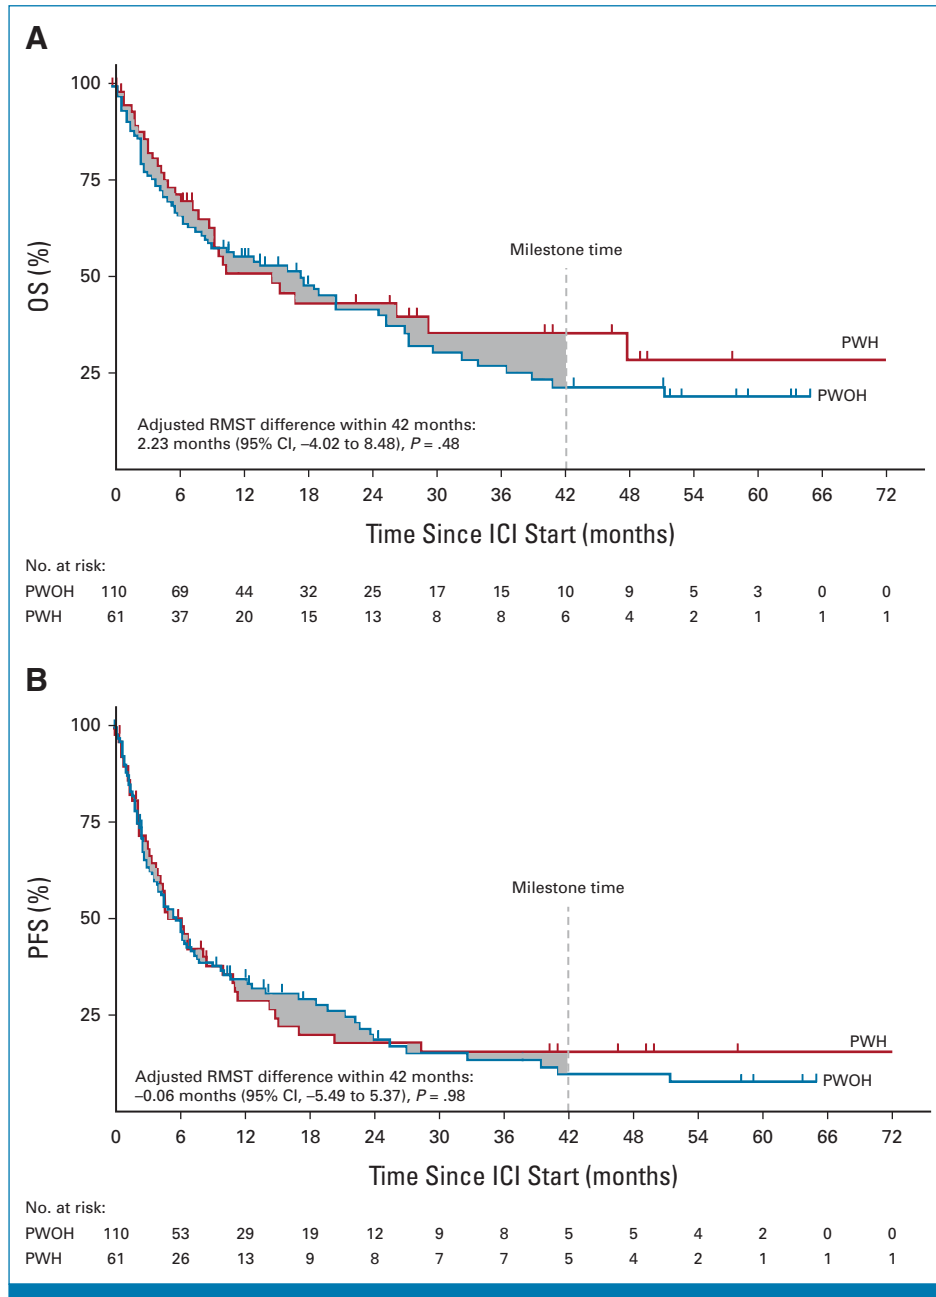 A
100
75
50
25
OS (%)
Milestone time
PWH
PWOH
Adjusted RMST difference within 42 months:
2.23 months (95% CI, –4.02 to 8.48), P = .48
0 6 12 18 24 30 36 42 48 54 60 66 72
Time Since ICI Start (months)
No. at risk:
PWOH 110 69 44 32 25 17 15 10 9 5 3 0 0
PWH 61 37 20 15 13 8 8 6 4 2 1 1 1
B
100
75
50
25
PFS (%)
Milestone time
PWH
PWOH
Adjusted RMST difference within 42 months:
–0.06 months (95% CI, –5.49 to 5.37), P = .98
0 6 12 18 24 30 36 42 48 54 60 66 72
Time Since ICI Start (months)
No. at risk:
PWOH 110 53 29 19 12 9 8 5 5 4 2 0 0
PWH 61 26 13 9 8 7 7 5 4 2 1 1 1